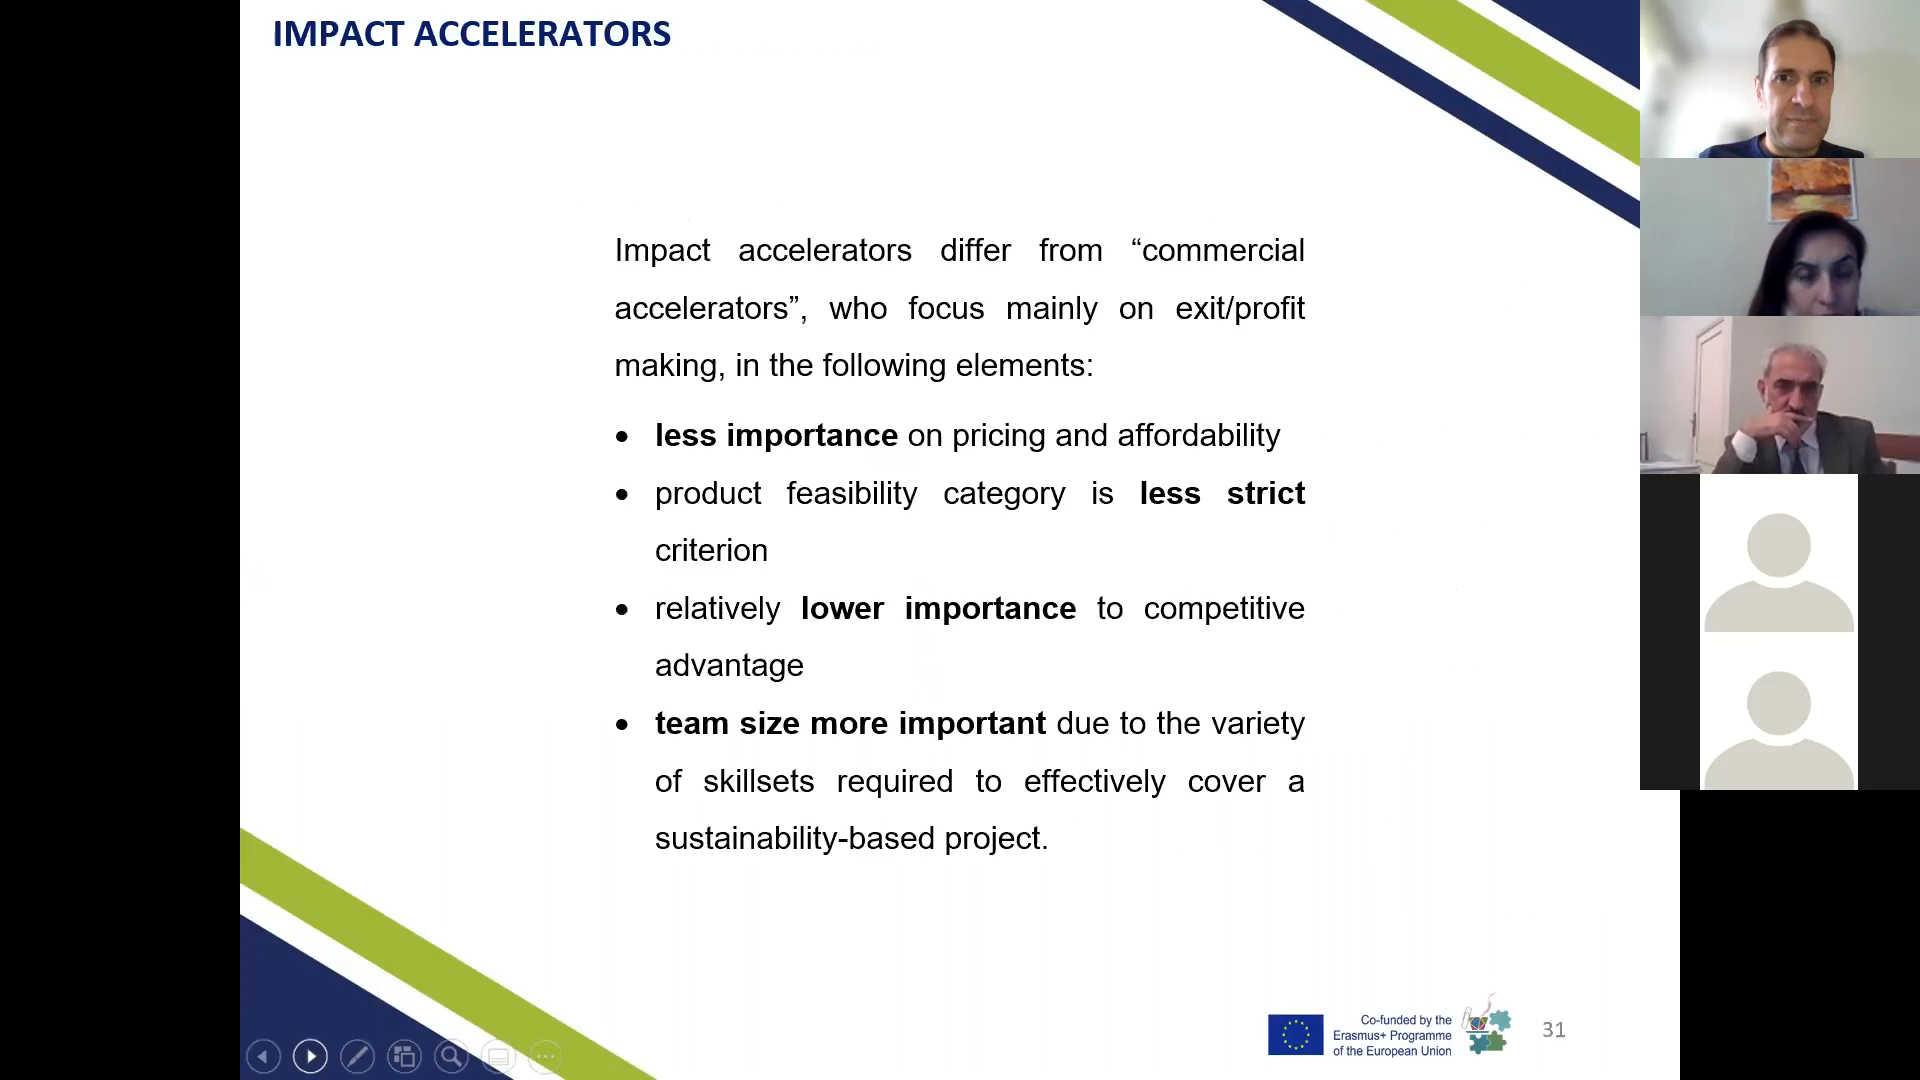 IMPACT ACCELERATORS
Impact accelerators differ from “commercial
accelerators”, who focus mainly on exit/profit
making, in the following elements:
• less importance on pricing and affordability
• product feasibility category is less strict
criterion
• relatively lower importance to competitive
advantage
• team size more important due to the variety
of skillsets required to effectively cover a
sustainability-based project.
Co-funded by the
Erasmus+ Programme
of the European Union
31